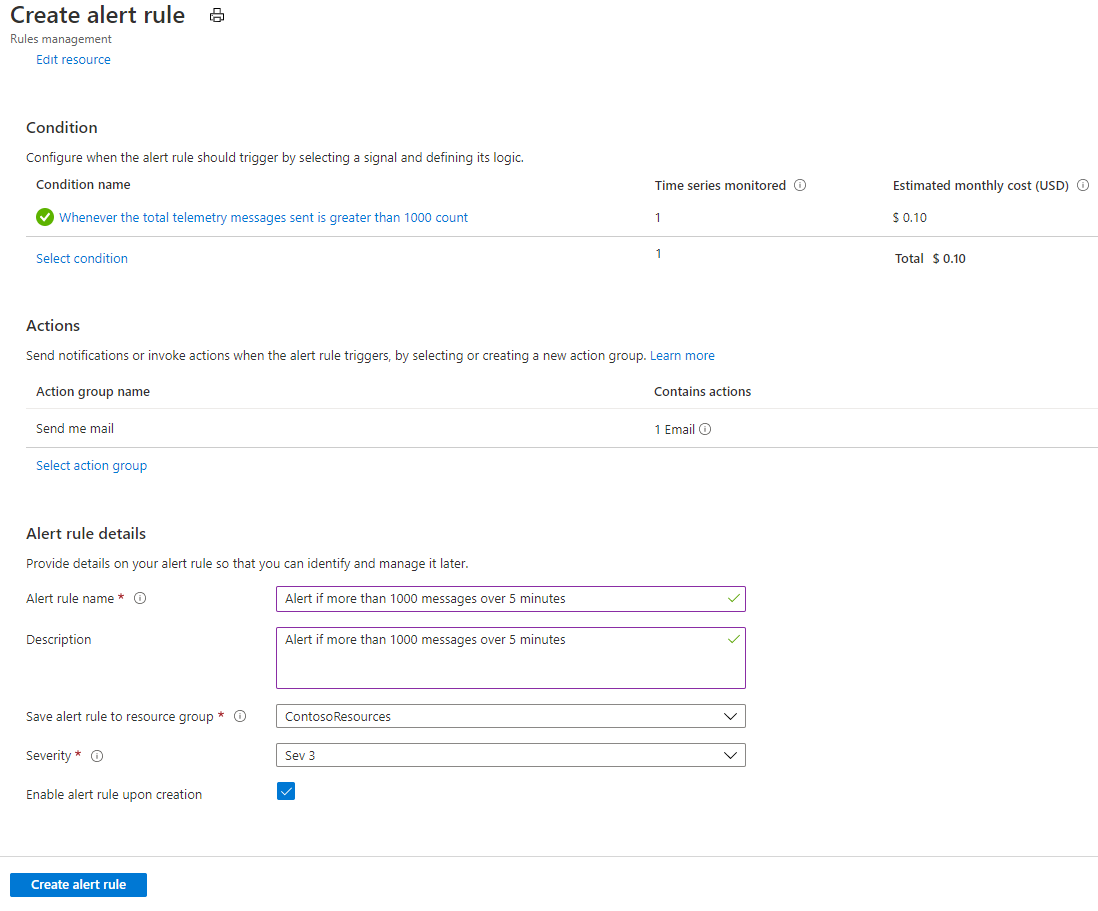 Create alert rule
Rules management
Edit resource
Condition
Configure when the alert rule should trigger by selecting a signal and defining its logic.
Condition name Time series monitored Estimated monthly cost (USD)
Whenever the total telemetry messages sent is greater than 1000 count 1 $ 0.10
Select condition 1 Total $ 0.10
Actions
Send notifications or invoke actions when the alert rule triggers, by selecting or creating a new action group. Learn more
Action group name Contains actions
Send me mail 1 Email
Select action group
Alert rule details
Provide details on your alert rule so that you can identify and manage it later.
Alert rule name * Alert if more than 1000 messages over 5 minutes
Description Alert if more than 1000 messages over 5 minutes
Save alert rule to resource group * ContosoResources
Severity * Sev 3
Enable alert rule upon creation
Create alert rule